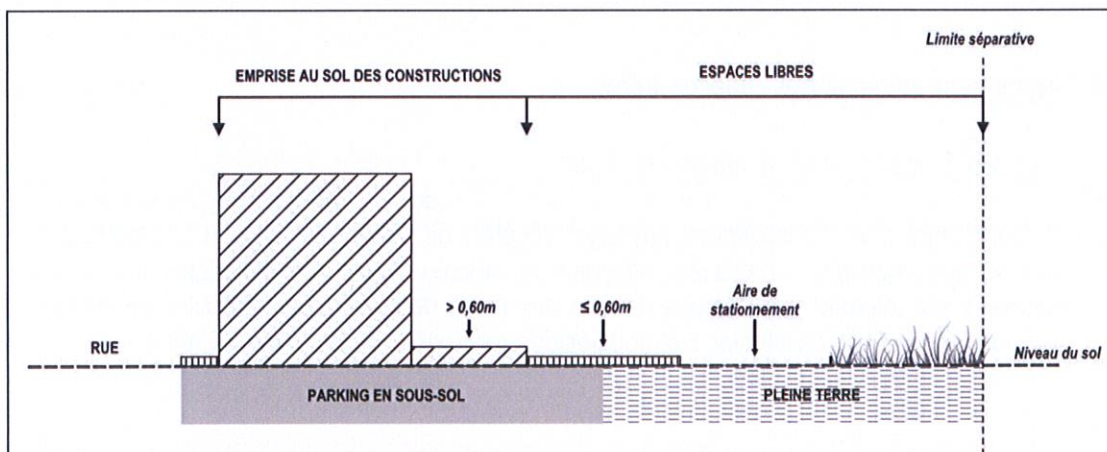 Limite séparative
EMPRISE AU SOL DES CONSTRUCTIONS
ESPACES LIBRES
> 0,60m
≤ 0,60m
Aire de
stationnement
RUE
Niveau du sol
PARKING EN SOUS-SOL
PLEINE TERRE